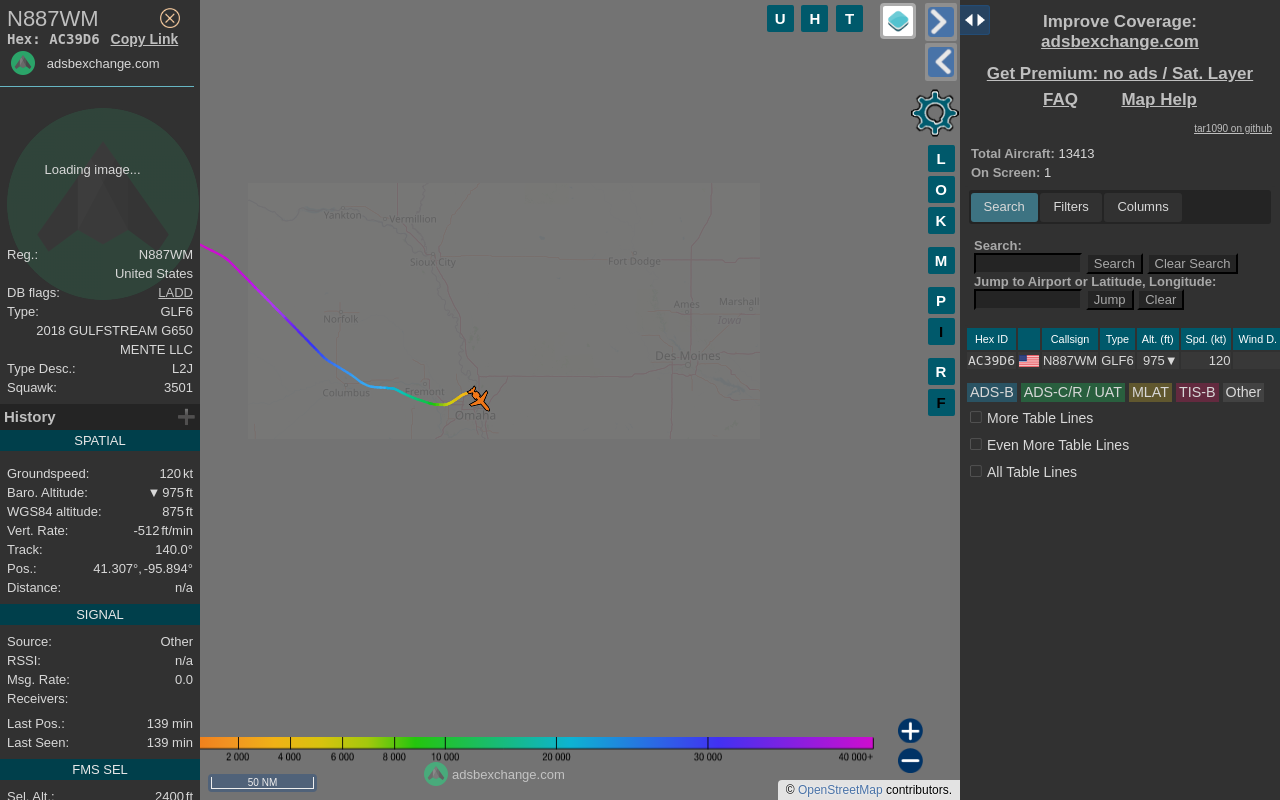 N887WM
Hex: AC39D6 Copy Link
adsbexchange.com
Loading image...
Reg.: N887WM
United States
DB flags: LADD
Type: GLF6
2018 GULFSTREAM G650
MENTE LLC
Type Desc.: L2J
Squawk: 3501
History
SPATIAL
Groundspeed: 120 kt
Baro. Altitude: ▼ 975 ft
WGS84 altitude: 875 ft
Vert. Rate: -512 ft/min
Track: 140.0°
Pos.: 41.307°, -95.894°
Distance: n/a
SIGNAL
Source: Other
RSSI: n/a
Msg. Rate: 0.0
Receivers:
Last Pos.: 139 min
Last Seen: 139 min
FMS SEL
Sel. Alt.: 2400 ft
U H T
L
O
K
M
P
I
R
F
Yankton
Vermillion
Sioux City
Fort Dodge
Norfolk
Ames
Marshall
Iowa
Des Moines
Columbus
Fremont
Omaha
2 000 4 000 6 000 8 000 10 000 20 000 30 000 40 000+
adsbexchange.com
50 NM
© OpenStreetMap contributors.
Improve Coverage:
adsbexchange.com
Get Premium: no ads / Sat. Layer
FAQ Map Help
tar1090 on github
Total Aircraft: 13413
On Screen: 1
Search Filters Columns
Search:
Search Clear Search
Jump to Airport or Latitude, Longitude:
Jump Clear
Hex ID Callsign Type Alt. (ft) Spd. (kt) Wind D.
AC39D6 N887WM GLF6 975▼ 120
ADS-B ADS-C/R / UAT MLAT TIS-B Other
More Table Lines
Even More Table Lines
All Table Lines